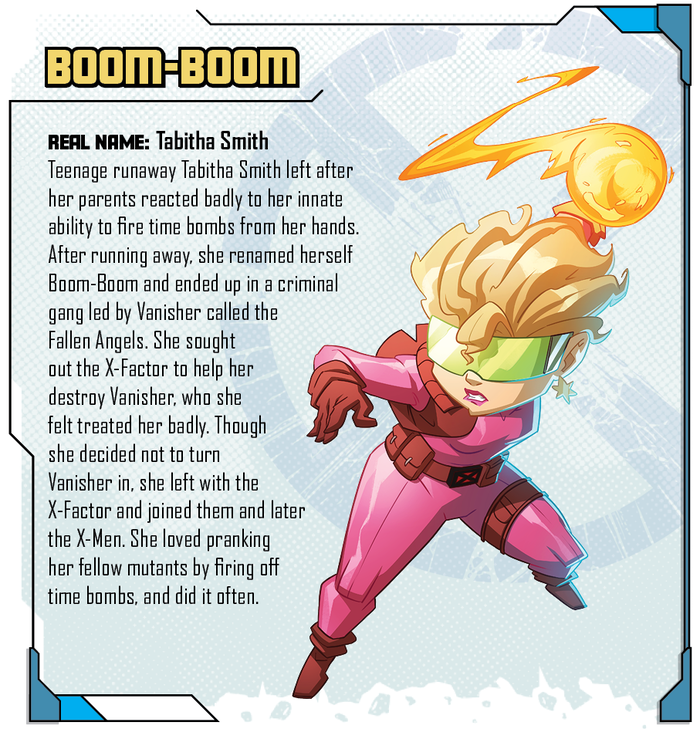 BOOM-BOOM
REAL NAME: Tabitha Smith
Teenage runaway Tabitha Smith left after
her parents reacted badly to her innate
ability to fire time bombs from her hands.
After running away, she renamed herself
Boom-Boom and ended up in a criminal
gang led by Vanisher called the
Fallen Angels. She sought
out the X-Factor to help her
destroy Vanisher, who she
felt treated her badly. Though
she decided not to turn
Vanisher in, she left with the
X-Factor and joined them and later
the X-Men. She loved pranking
her fellow mutants by firing off
time bombs, and did it often.